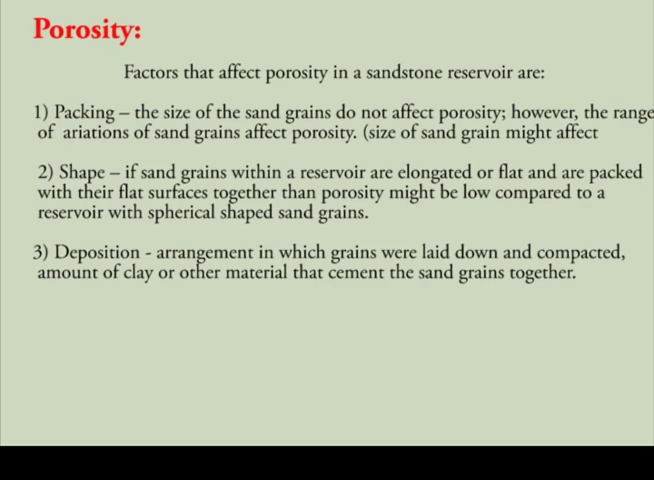 Porosity:
Factors that affect porosity in a sandstone reservoir are:
1) Packing – the size of the sand grains do not affect porosity; however, the range
of ariations of sand grains affect porosity. (size of sand grain might affect
2) Shape – if sand grains within a reservoir are elongated or flat and are packed
with their flat surfaces together than porosity might be low compared to a
reservoir with spherical shaped sand grains.
3) Deposition - arrangement in which grains were laid down and compacted,
amount of clay or other material that cement the sand grains together.